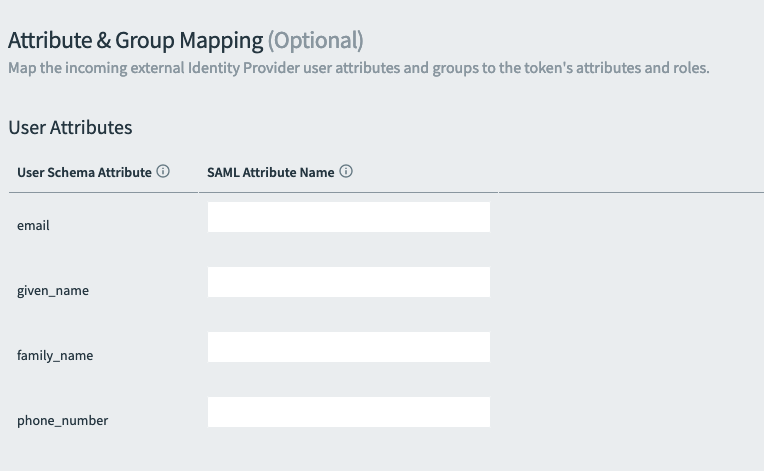 Attribute & Group Mapping (Optional)
Map the incoming external Identity Provider user attributes and groups to the token's attributes and roles.
User Attributes
User Schema Attribute SAML Attribute Name
email
given_name
family_name
phone_number